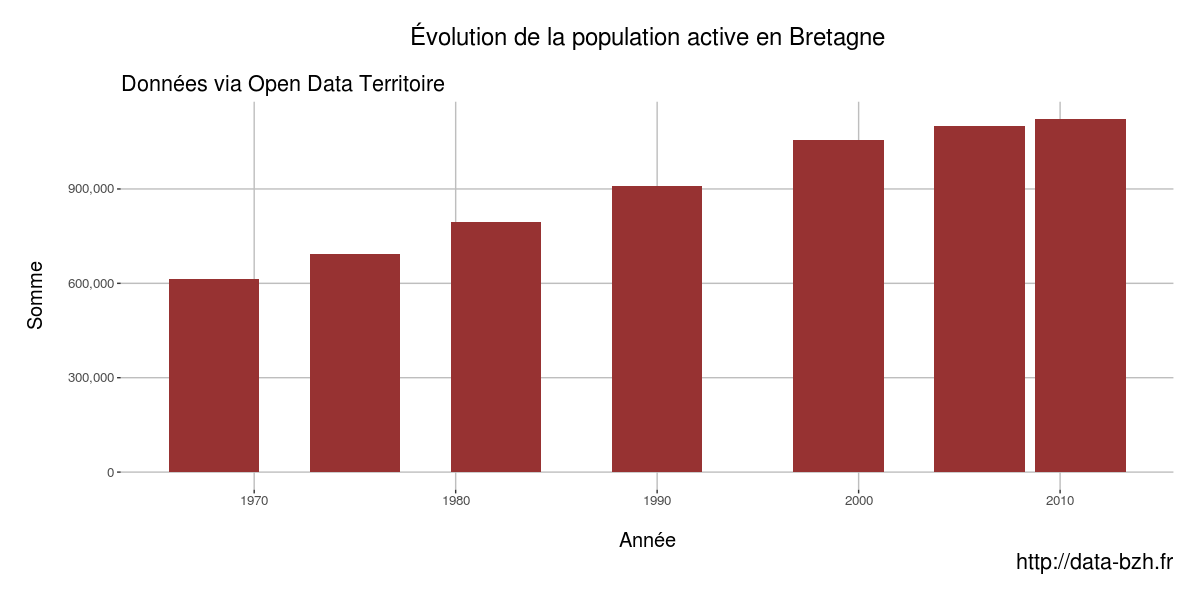 Évolution de la population active en Bretagne
Données via Open Data Territoire
Somme
900,000
600,000
300,000
0
1970 1980 1990 2000 2010
Année
http://data-bzh.fr